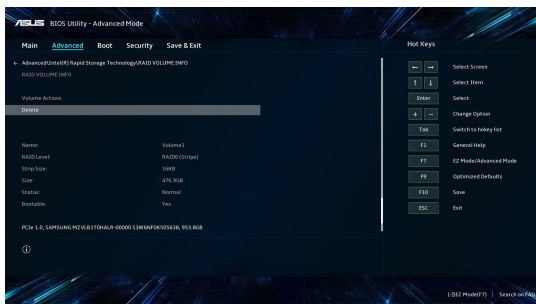 ASUS BIOS Utility - Advanced Mode
Main Advanced Boot Security Save & Exit
Hot Keys
← Advanced\Intel(R) Rapid Storage Technology\RAID VOLUME INFO
RAID VOLUME INFO
Volume Actions
Delete
Name: Volume1
RAID Level: RAID0 (Stripe)
Strip Size: 16KB
Size: 476.9GB
Status: Normal
Bootable: Yes
PCIe 1.0, SAMSUNG MZVLB1T0HALR-00000 S3W6NF0K505638, 953.8GB
← → Select Screen
↑ ↓ Select Item
Enter Select
+ − Change Option
Tab Switch to hokey list
F1 General Help
F7 EZ Mode/Advanced Mode
F9 Optimized Defaults
F10 Save
ESC Exit
EZ Mode(F7) | Search on FAQ